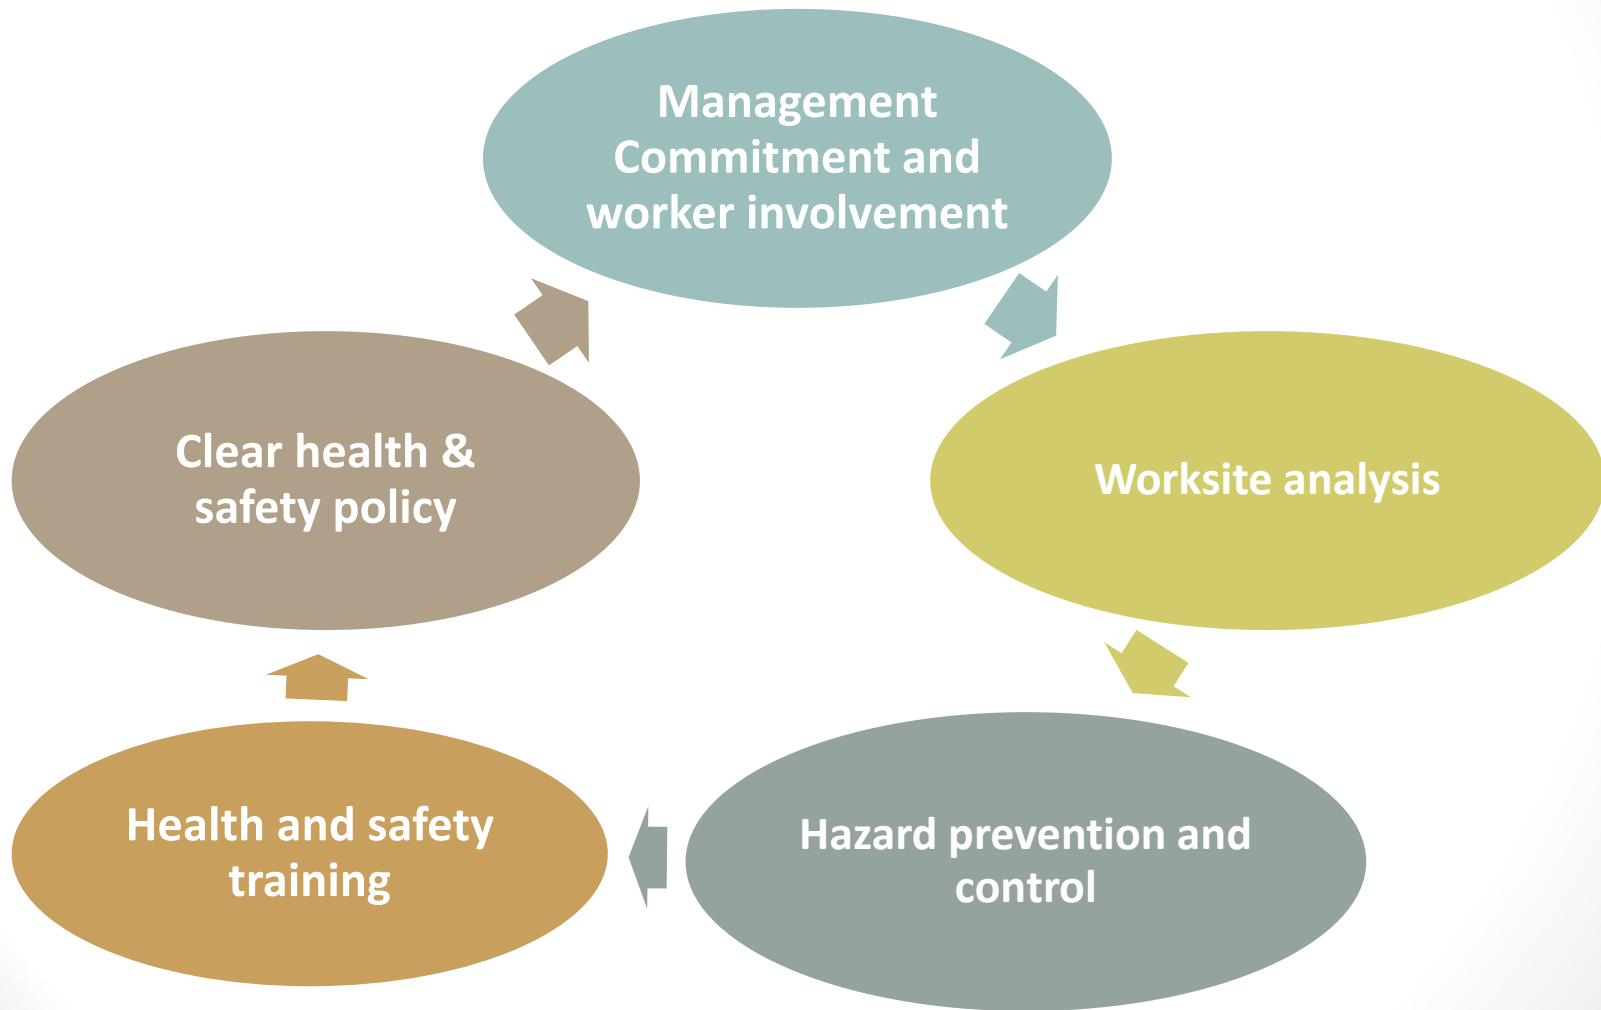 Management
Commitment and
worker involvement
Worksite analysis
Hazard prevention and
control
Health and safety
training
Clear health &
safety policy